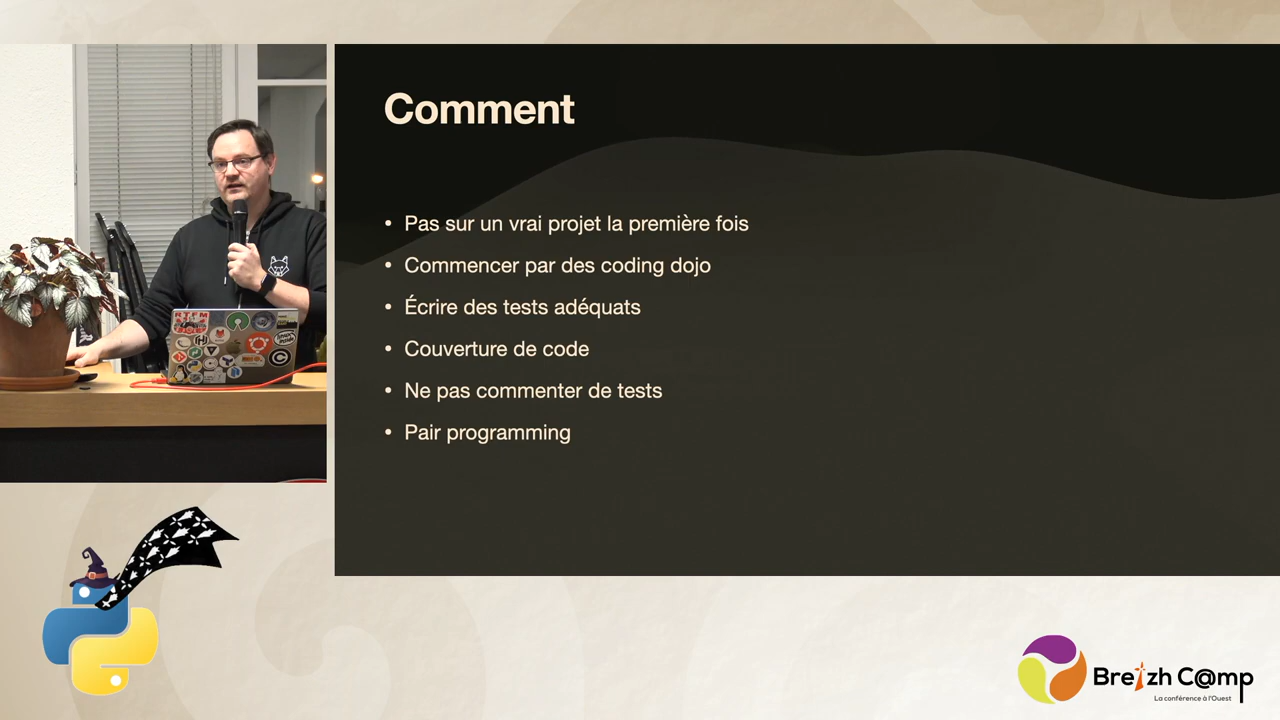 Comment
• Pas sur un vrai projet la première fois
• Commencer par des coding dojo
• Écrire des tests adéquats
• Couverture de code
• Ne pas commenter de tests
• Pair programming
RTFM
Breizh C@mp
La conférence à l'Ouest